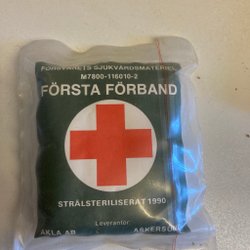 FÖRSVARETS SJUKVÅRDSMATERIEL
M7800-116010-2
FÖRSTA FÖRBAND
STRÅLSTERILISERAT 1990
Leverantör:
AKLA AB ASKERSUND